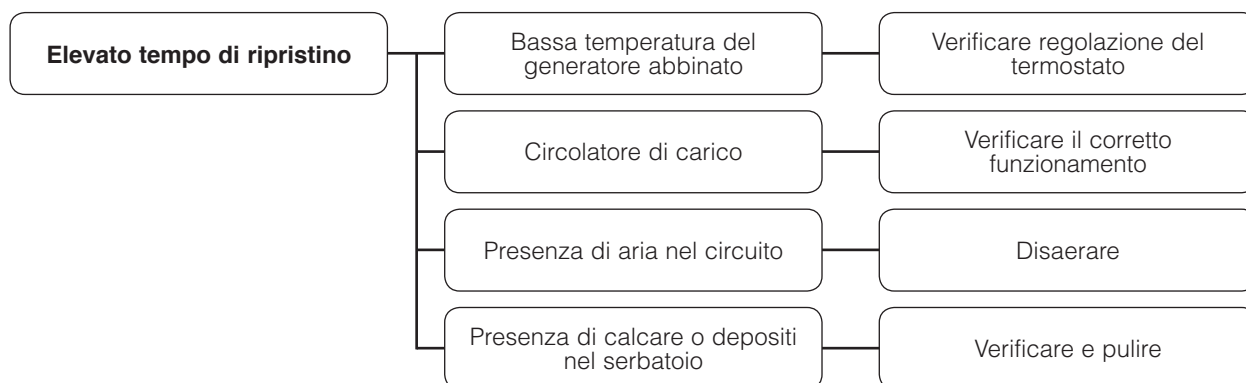 Elevato tempo di ripristino
Bassa temperatura del
generatore abbinato
Verificare regolazione del
termostato
Circolatore di carico
Verificare il corretto
funzionamento
Presenza di aria nel circuito
Disaerare
Presenza di calcare o depositi
nel serbatoio
Verificare e pulire